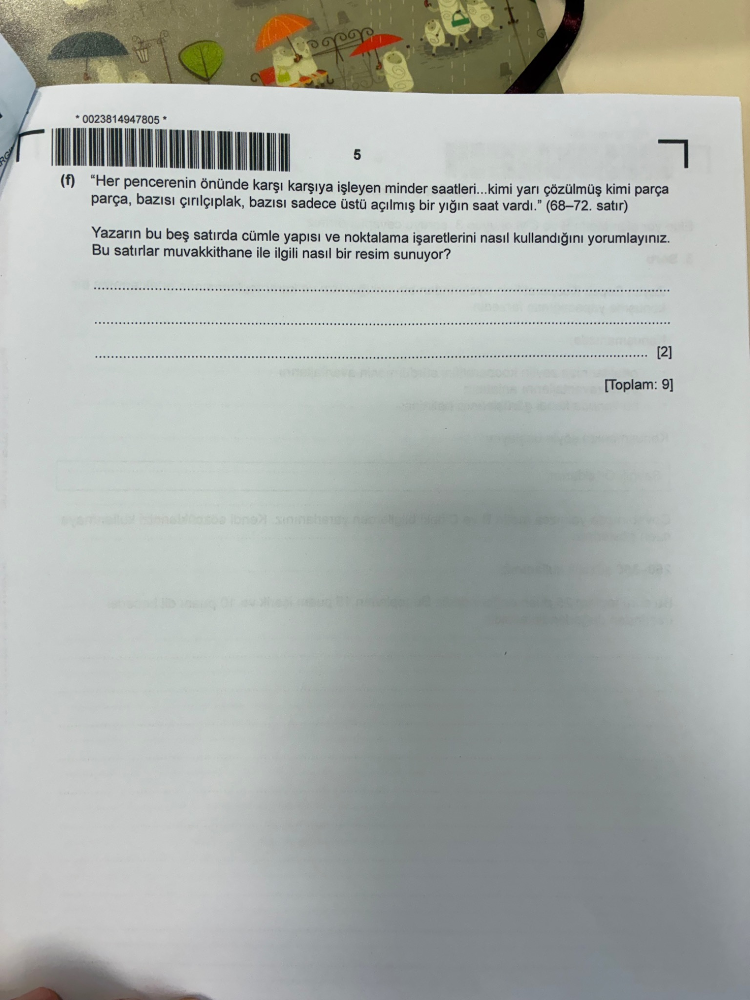 * 0023814947805 *
5
(f) “Her pencerenin önünde karşı karşıya işleyen minder saatleri...kimi yarı çözülmüş kimi parça
parça, bazısı çırılçıplak, bazısı sadece üstü açılmış bir yığın saat vardı.” (68–72. satır)
Yazarın bu beş satırda cümle yapısı ve noktalama işaretlerini nasıl kullandığını yorumlayınız.
Bu satırlar muvakkithane ile ilgili nasıl bir resim sunuyor?
[2]
[Toplam: 9]